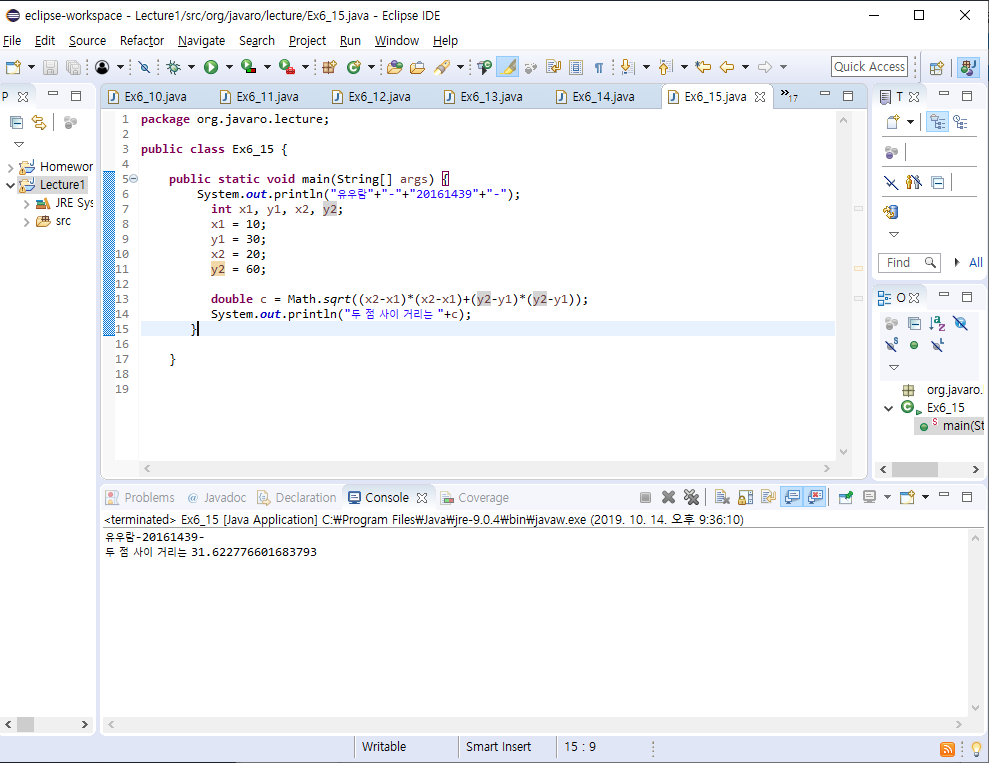 eclipse-workspace - Lecture1/src/org/javaro/lecture/Ex6_15.java - Eclipse IDE
File Edit Source Refactor Navigate Search Project Run Window Help
Quick Access
P
Ex6_10.java Ex6_11.java Ex6_12.java Ex6_13.java Ex6_14.java Ex6_15.java »17
T
Homewor
Lecture1
JRE Sys
src
1 package org.javaro.lecture;
2
3 public class Ex6_15 {
4
5 public static void main(String[] args) {
6 System.out.println("유우람"+"-"+"20161439"+"-");
7 int x1, y1, x2, y2;
8 x1 = 10;
9 y1 = 30;
10 x2 = 20;
11 y2 = 60;
12
13 double c = Math.sqrt((x2-x1)*(x2-x1)+(y2-y1)*(y2-y1));
14 System.out.println("두 점 사이 거리는 "+c);
15 }
16
17 }
18
19
Find All
O
org.javaro.
Ex6_15
main(St
Problems @ Javadoc Declaration Console Coverage
<terminated> Ex6_15 [Java Application] C:₩Program Files₩Java₩jre-9.0.4₩bin₩javaw.exe (2019. 10. 14. 오후 9:36:10)
유우람-20161439-
두 점 사이 거리는 31.622776601683793
Writable Smart Insert 15 : 9